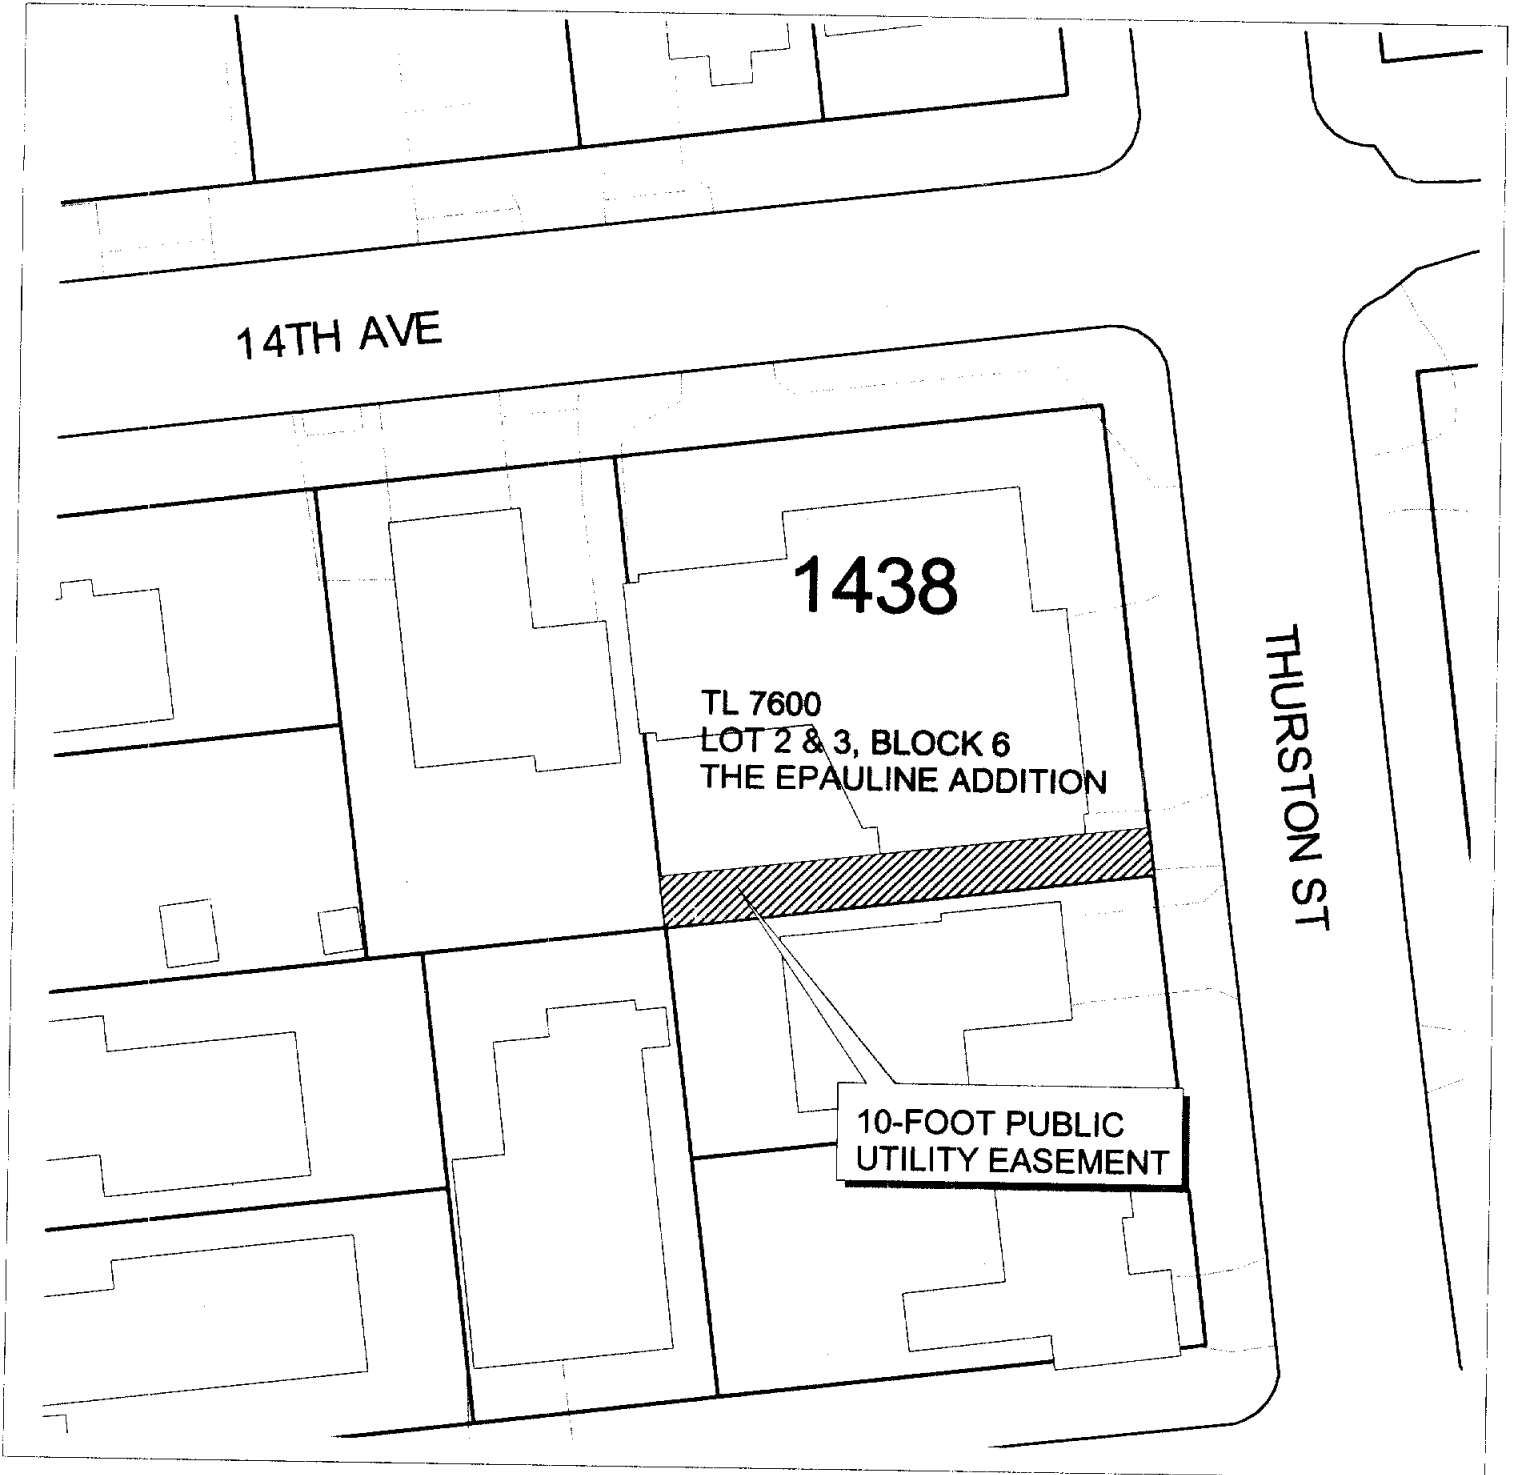 14TH AVE
1438
THURSTON ST
TL 7600
LOT 2 & 3, BLOCK 6
THE EPAULINE ADDITION
10-FOOT PUBLIC
UTILITY EASEMENT